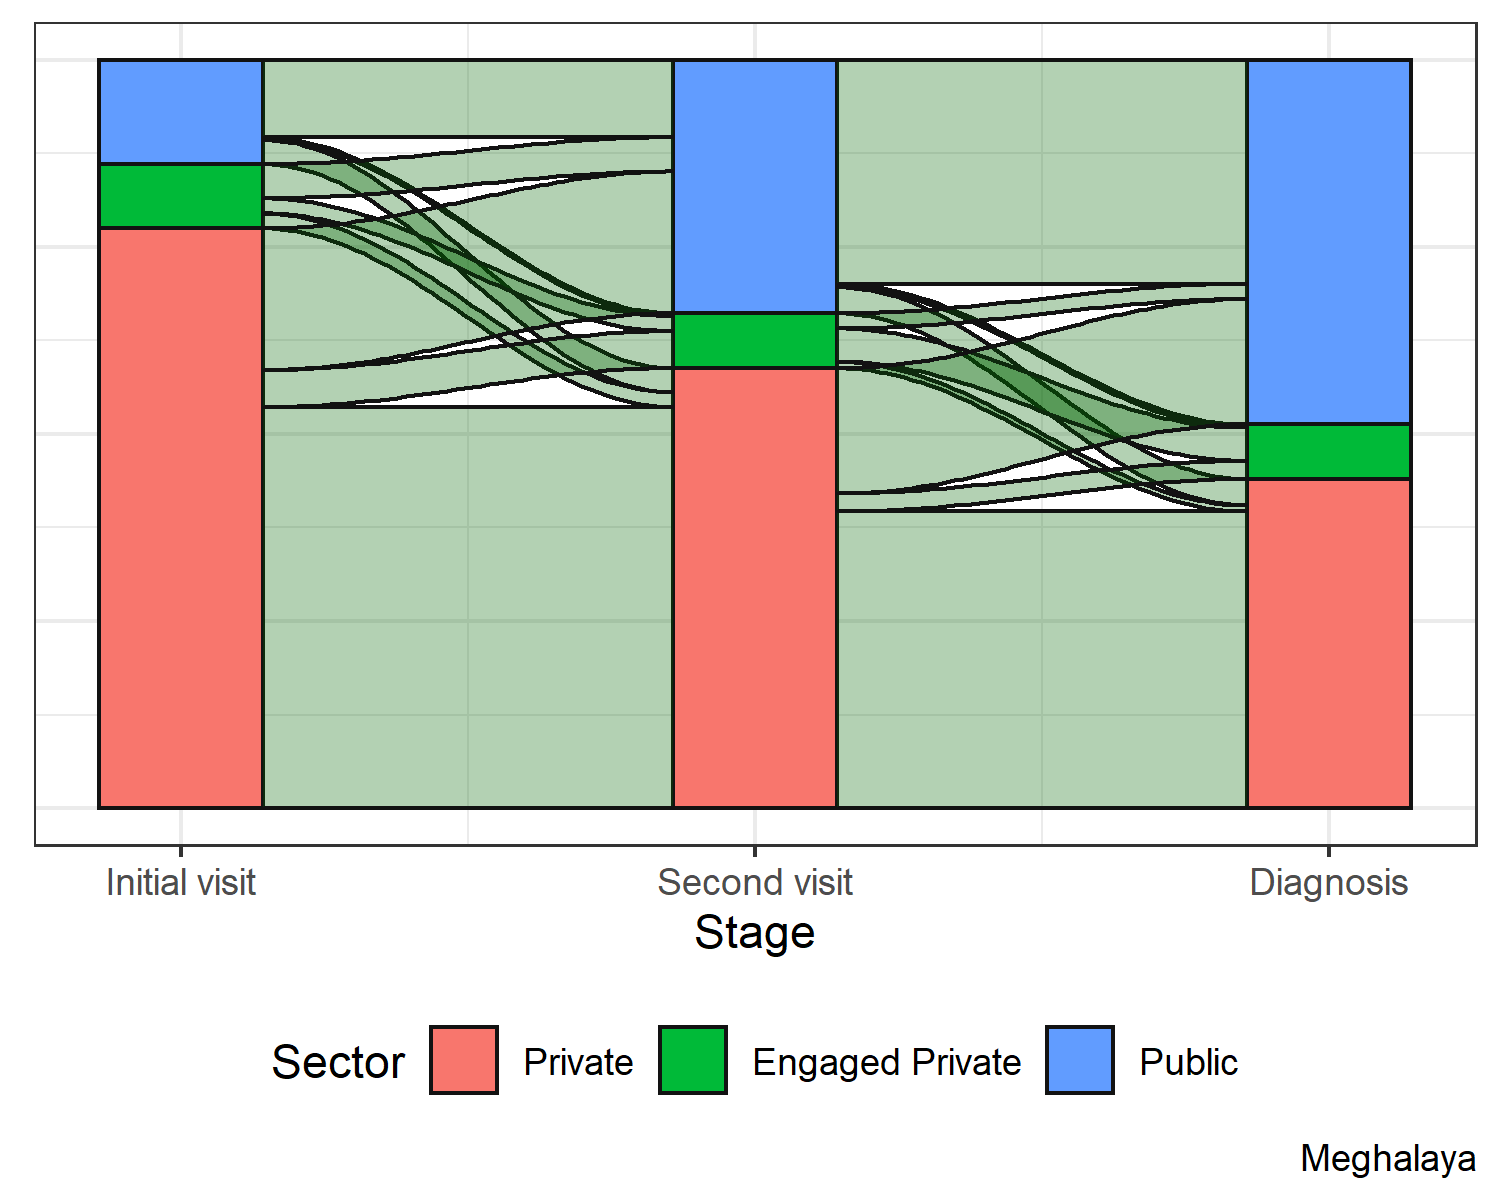 Initial visit Second visit Diagnosis
Stage
Sector Private Engaged Private Public
Meghalaya